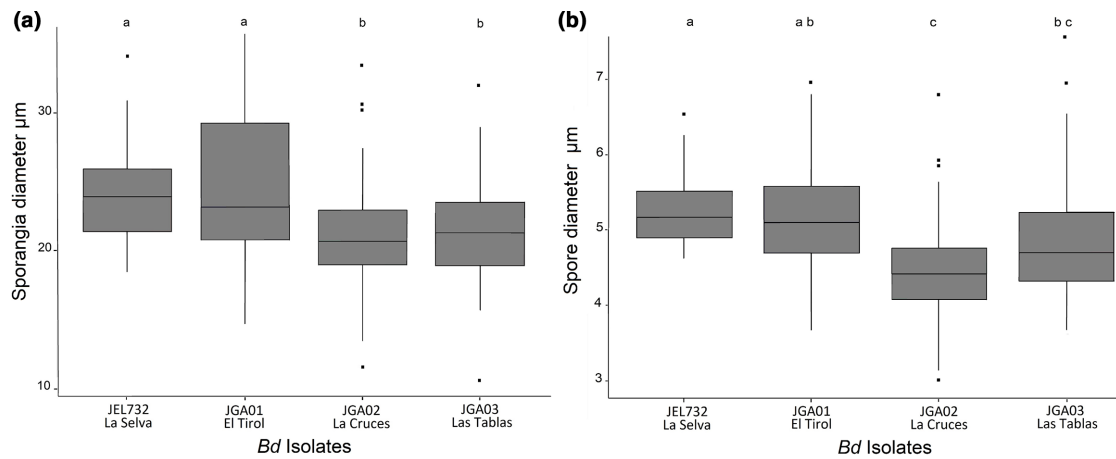 (a)
a a b b
Sporangia diameter µm
30
20
10
JEL732 JGA01 JGA02 JGA03
La Selva El Tirol La Cruces Las Tablas
Bd Isolates
(b)
a a b c b c
Spore diameter µm
7
6
5
4
3
JEL732 JGA01 JGA02 JGA03
La Selva El Tirol La Cruces Las Tablas
Bd Isolates